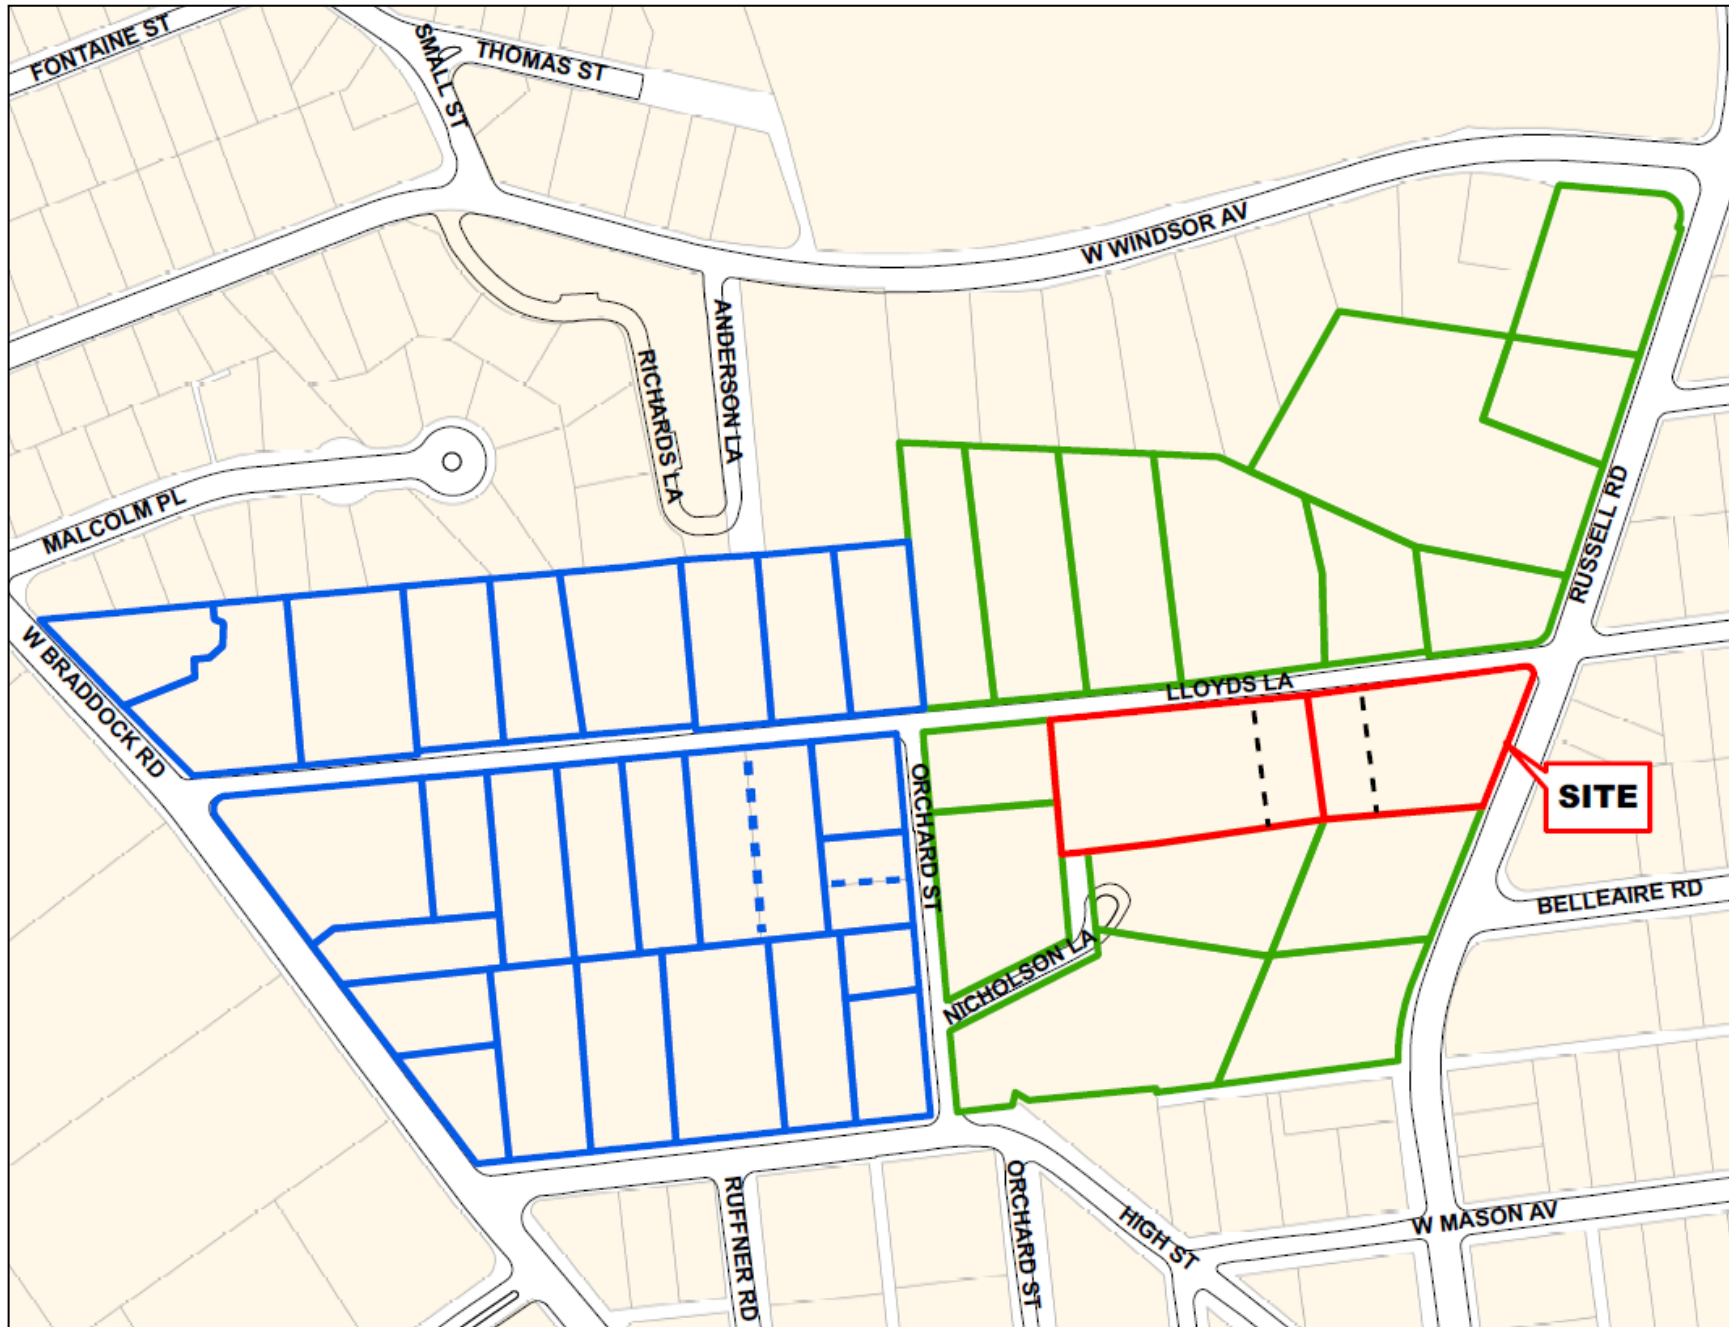 FONTAINE ST
SMALL ST
THOMAS ST
W WINDSOR AV
ANDERSON LA
RICHARDS LA
MALCOLM PL
RUSSELL RD
W BRADDOCK RD
LLOYDS LA
SITE
ORCHARD ST
BELLEAIRE RD
NICHOLSON LA
RUFFNER RD
ORCHARD ST
HIGH ST
W MASON AV